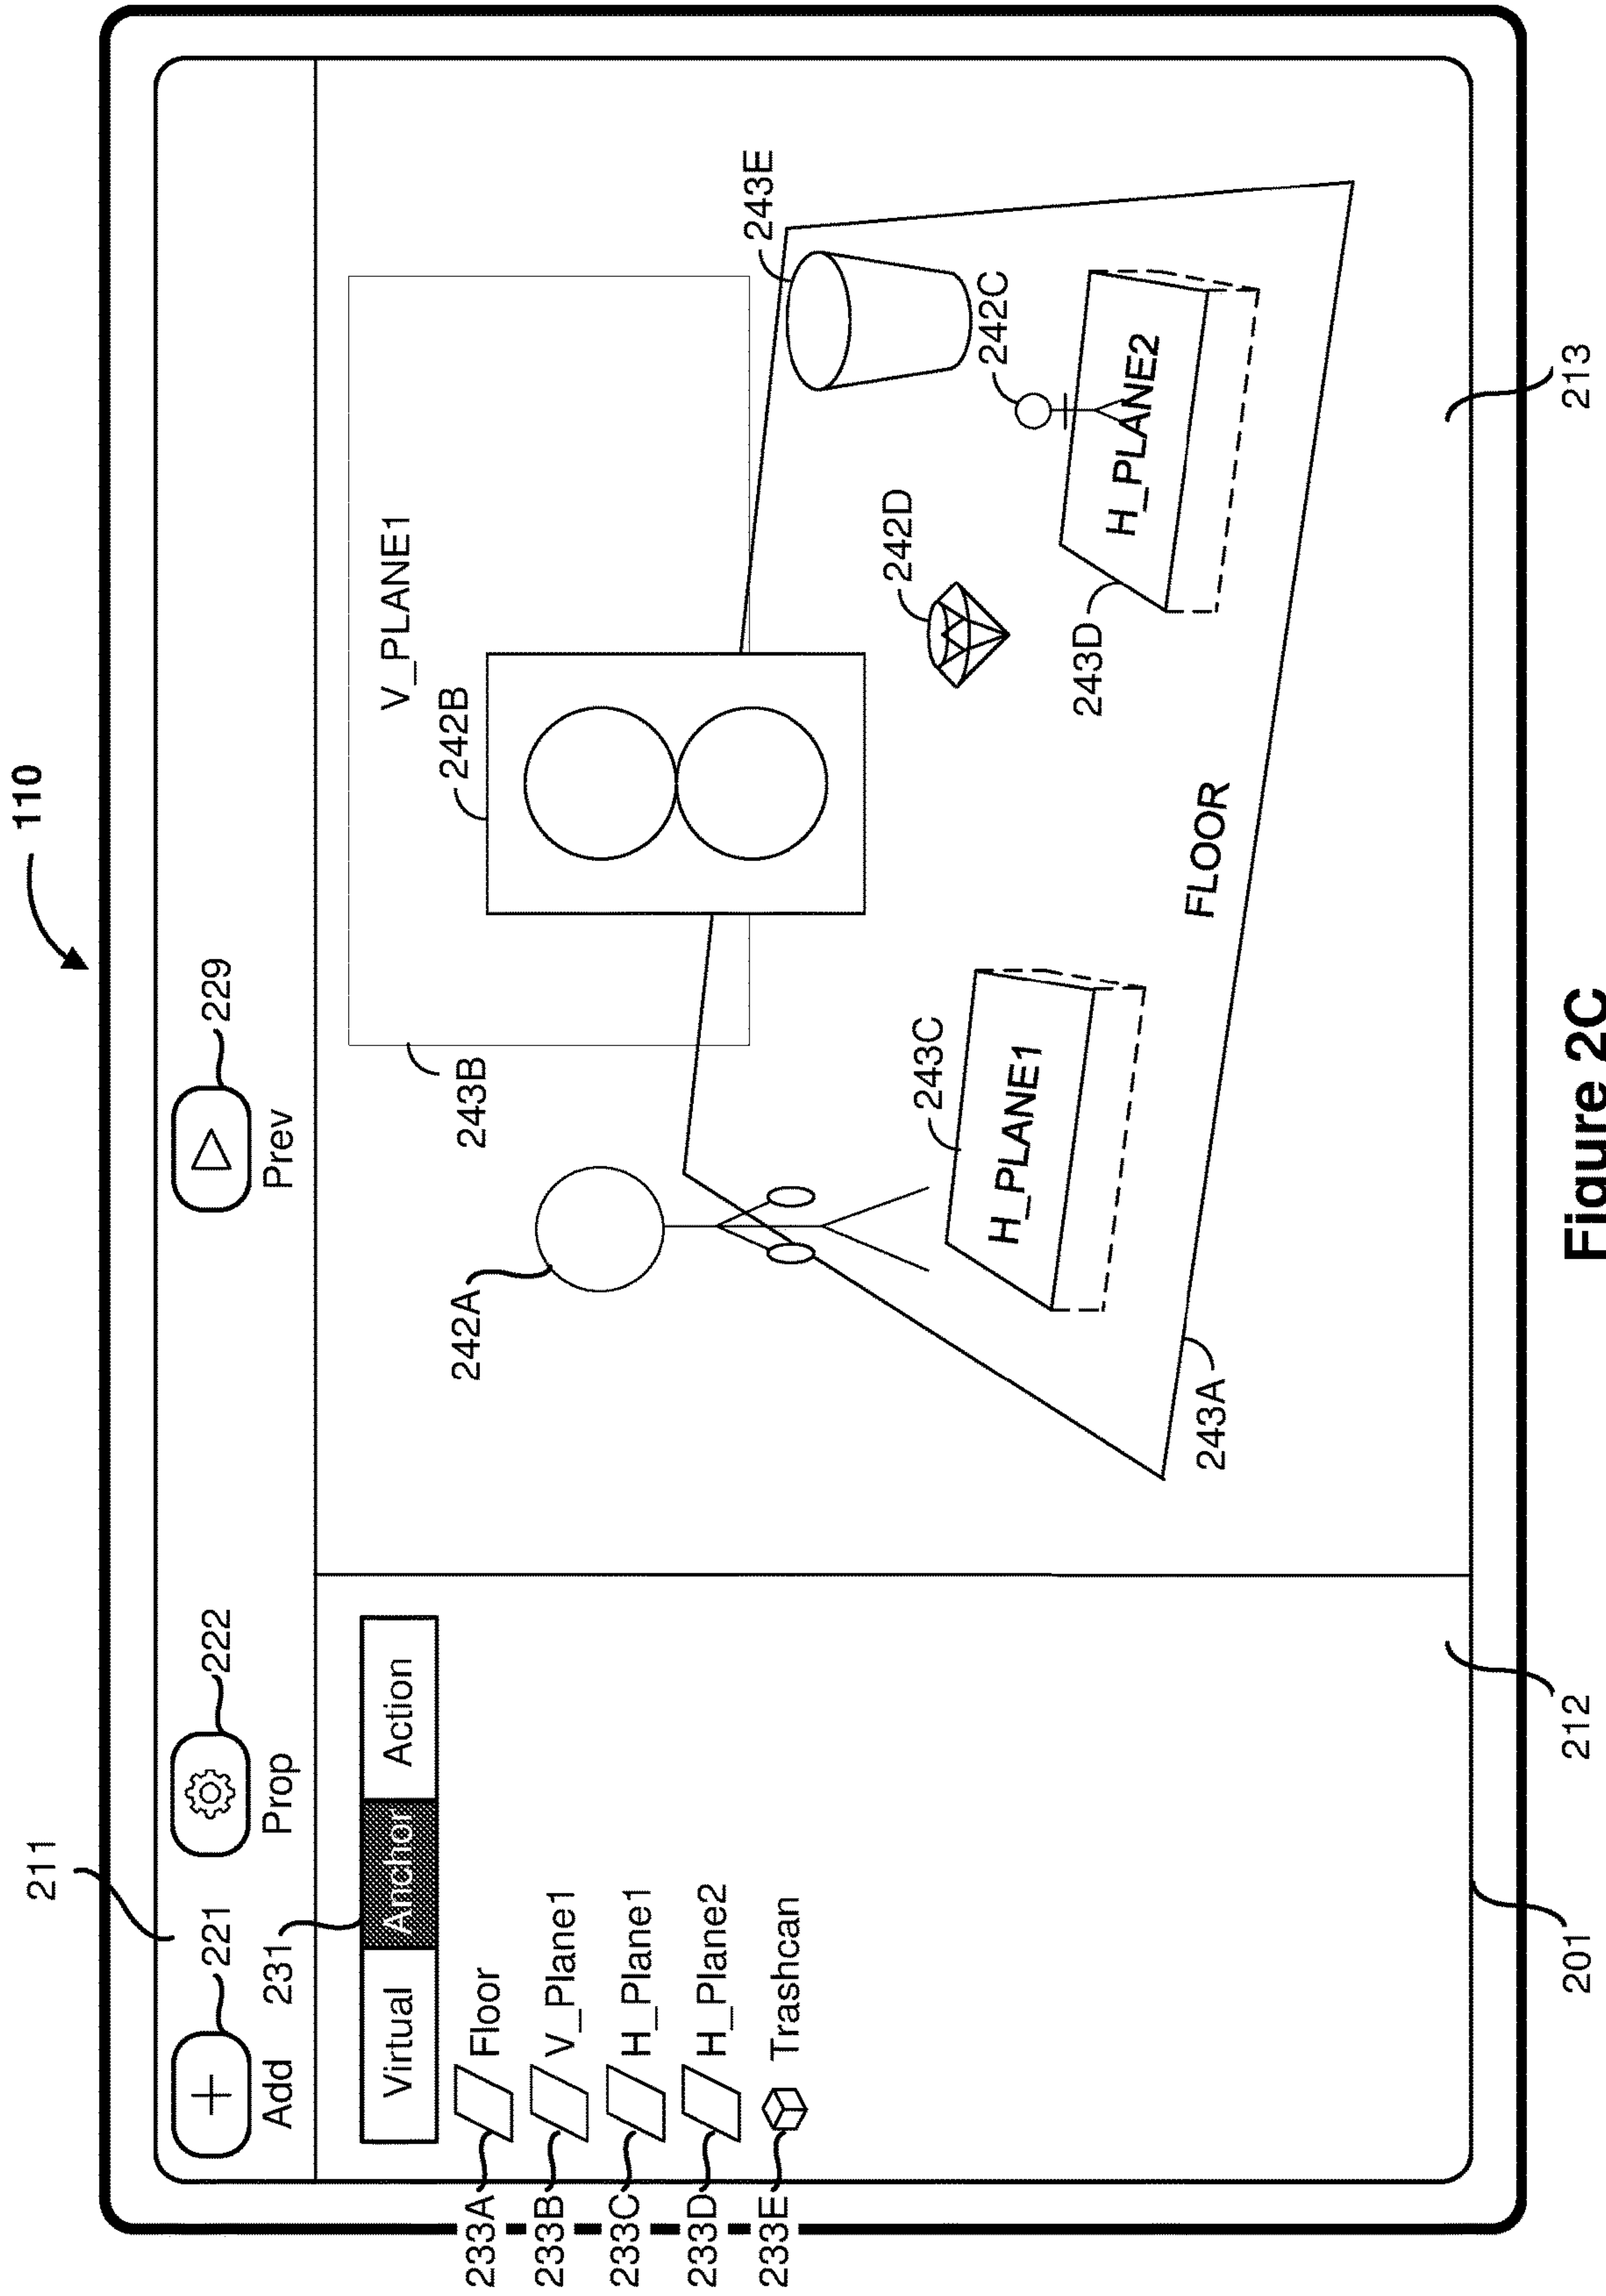 110
211
221
222
229
Add
Prop
Prev
231
Virtual
Anchor
Action
233A
Floor
233B
V_Plane1
233C
H_Plane1
233D
H_Plane2
233E
Trashcan
V_PLANE1
242A
243B
242B
243E
242D
242C
243C
H_PLANE1
243D
H_PLANE2
FLOOR
243A
201
212
213
Figure 2C